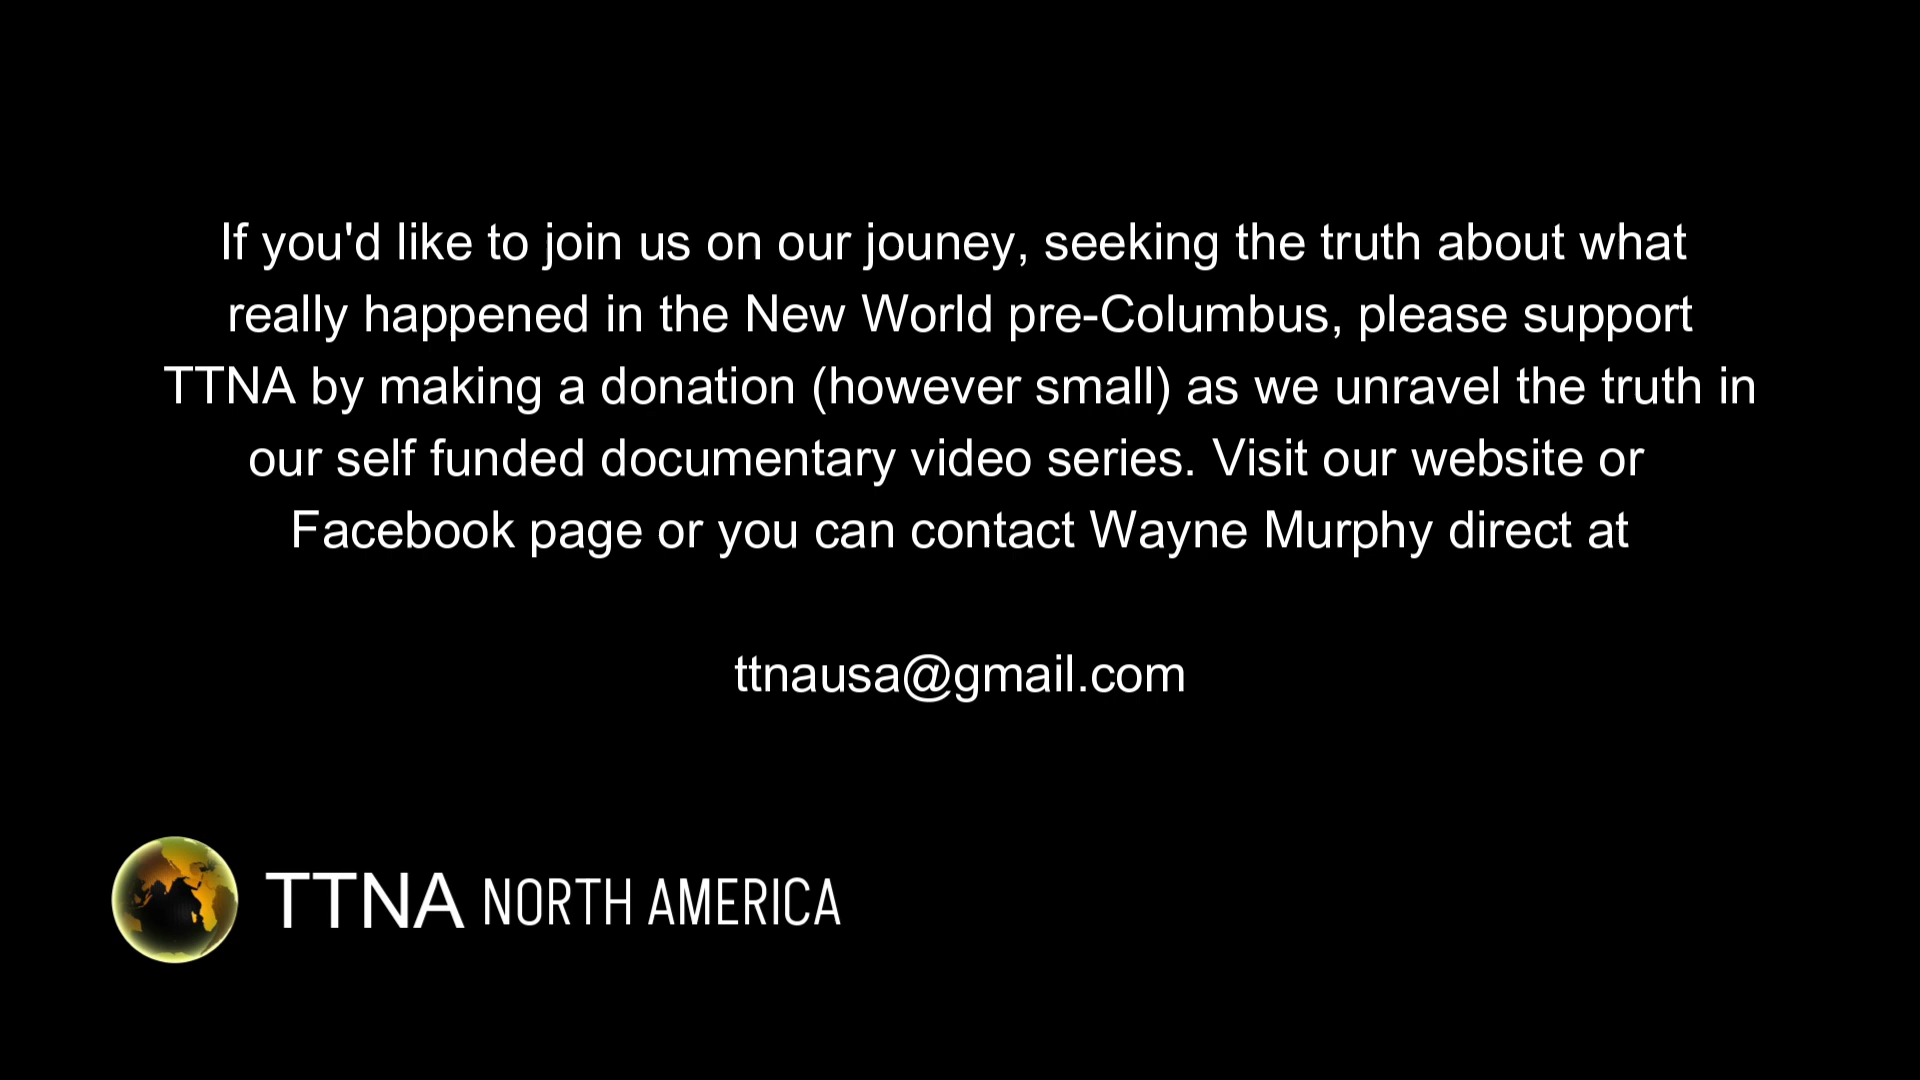 If you'd like to join us on our jouney, seeking the truth about what
really happened in the New World pre-Columbus, please support
TTNA by making a donation (however small) as we unravel the truth in
our self funded documentary video series. Visit our website or
Facebook page or you can contact Wayne Murphy direct at
ttnausa@gmail.com
TTNA NORTH AMERICA